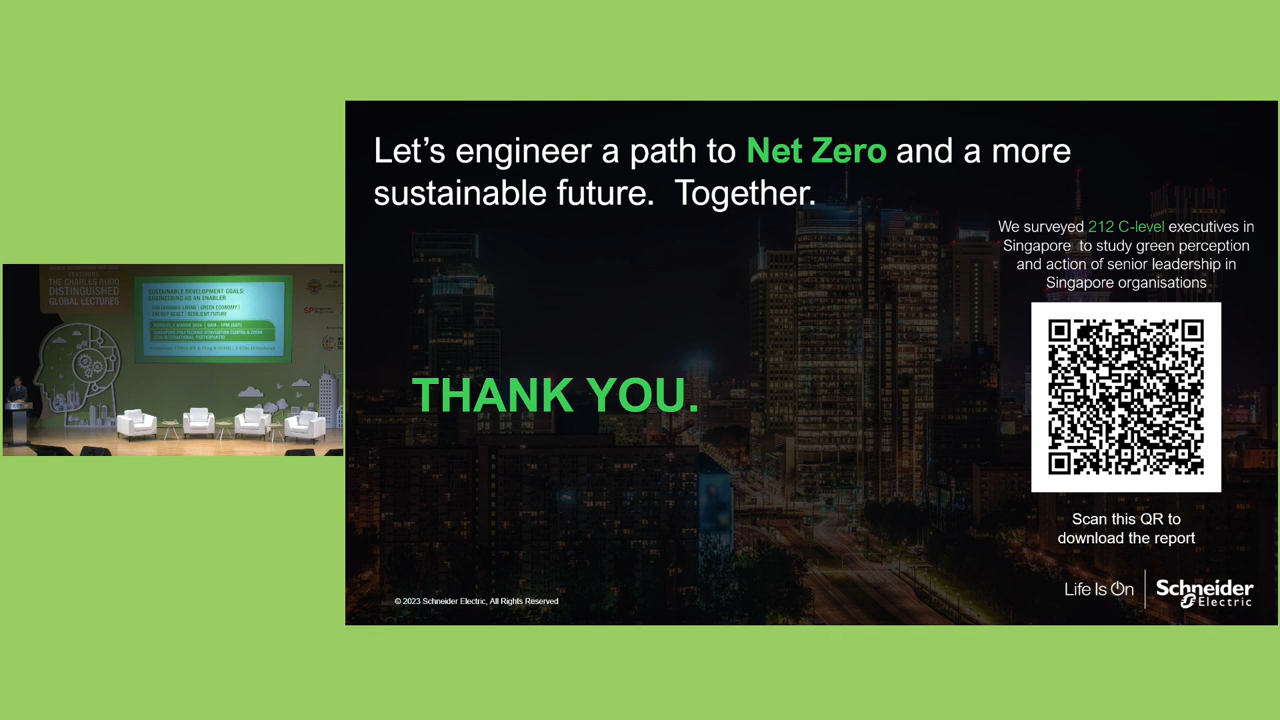 THE CHARLES RUDD
DISTINGUISHED
GLOBAL LECTURES
SUSTAINABLE DEVELOPMENT GOALS:
ENGINEERING AS AN ENABLER
SP
Let’s engineer a path to Net Zero and a more
sustainable future.  Together.
We surveyed 212 C-level executives in
Singapore  to study green perception
and action of senior leadership in
Singapore organisations
THANK YOU.
Scan this QR to
download the report
Life Is On
Schneider
Electric
© 2023 Schneider Electric, All Rights Reserved